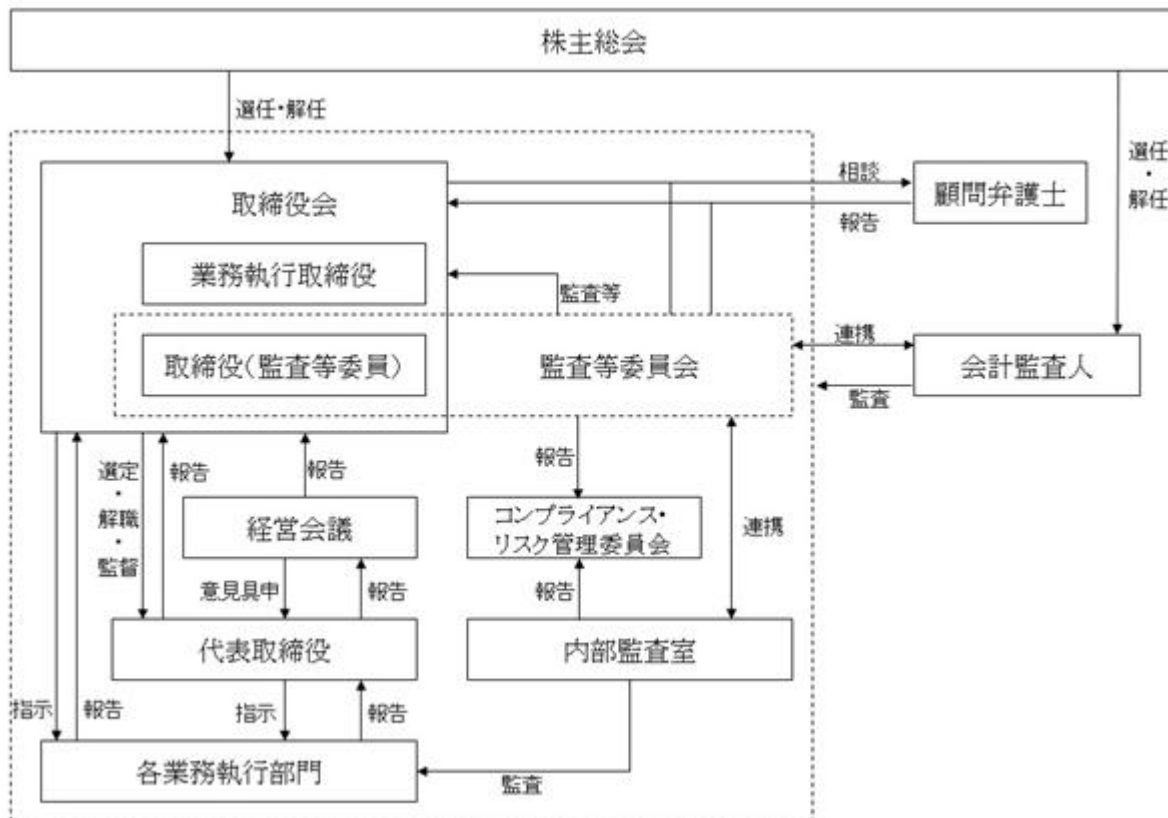 株主総会
選任・解任
選任・解任
取締役会
相談
顧問弁護士
報告
業務執行取締役
監査等
取締役（監査等委員）
監査等委員会
連携
会計監査人
監査
選定・解職・監督
報告
報告
報告
経営会議
コンプライアンス・
リスク管理委員会
連携
意見具申
報告
報告
代表取締役
内部監査室
指示
報告
指示
報告
各業務執行部門
監査